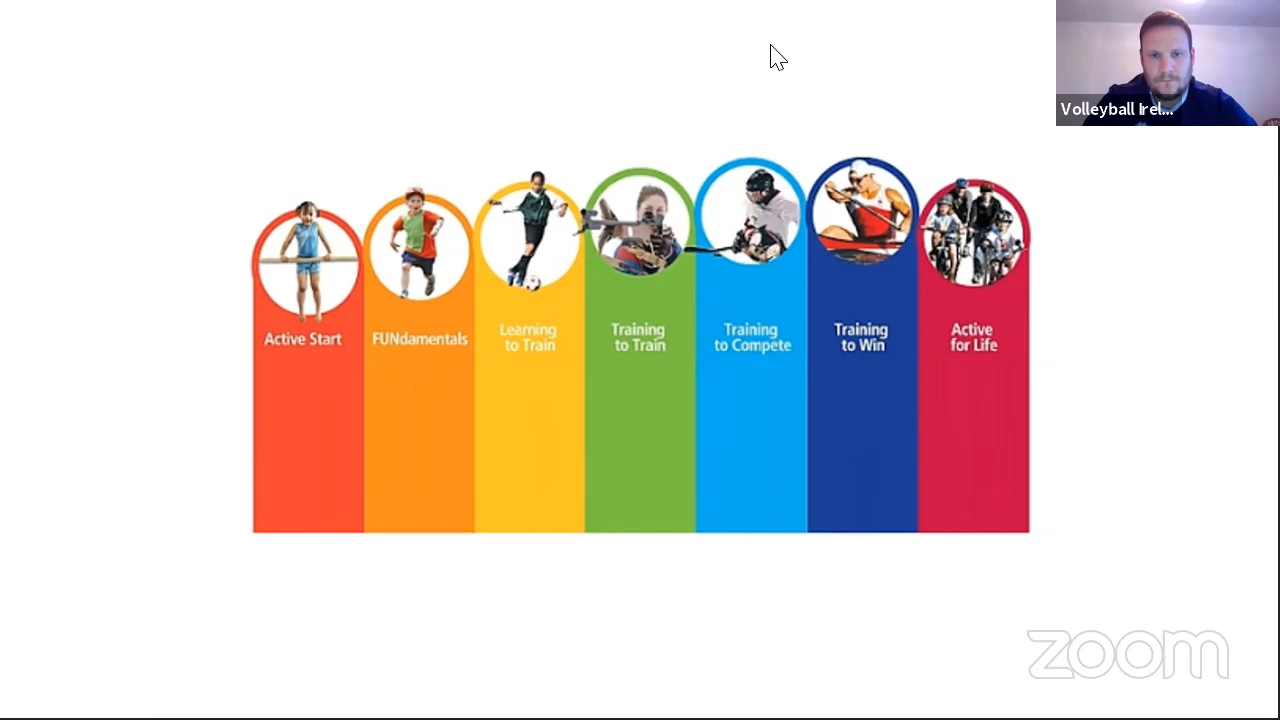 Volleyball Irel...
Active Start
FUNdamentals
Learning
to Train
Training
to Train
Training
to Compete
Training
to Win
Active
for Life
zoom